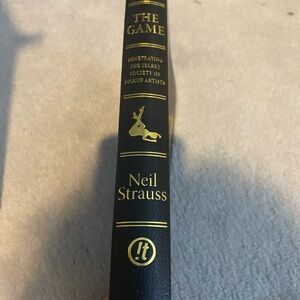 THE
GAME
PENETRATING
THE SECRET
SOCIETY OF
PICKUP ARTISTS
Neil
Strauss
!t